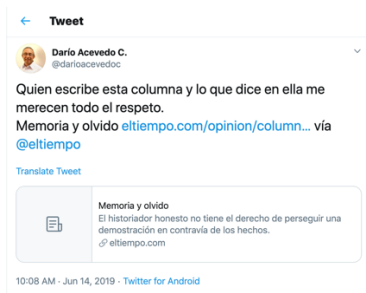 Tweet
Darío Acevedo C.
@darioacevedoc
Quien escribe esta columna y lo que dice en ella me
merecen todo el respeto.
Memoria y olvido eltiempo.com/opinion/column... vía
@eltiempo
Translate Tweet
Memoria y olvido
El historiador honesto no tiene el derecho de perseguir una
demostración en contravía de los hechos.
eltiempo.com
10:08 AM · Jun 14, 2019 · Twitter for Android